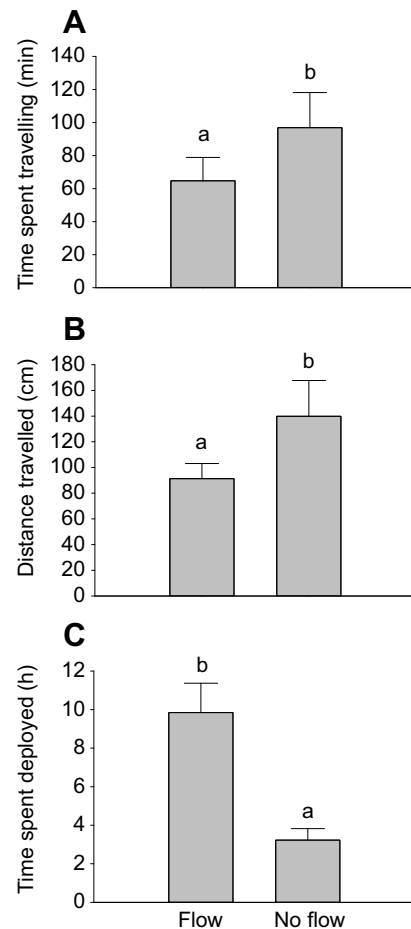 A
Time spent travelling (min)
140
120
100
80
60
40
20
0
a
b
B
Distance travelled (cm)
180
160
140
120
100
80
60
40
20
0
a
b
C
Time spent deployed (h)
12
10
8
6
4
2
0
b
a
Flow No flow